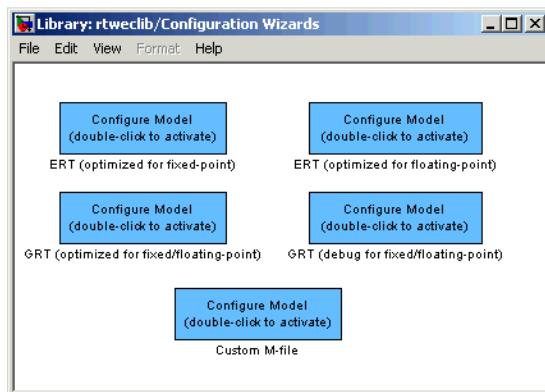 Library: rtweclib/Configuration Wizards
File Edit View Format Help
Configure Model
(double-click to activate)
ERT (optimized for fixed-point)
Configure Model
(double-click to activate)
ERT (optimized for floating-point)
Configure Model
(double-click to activate)
GRT (optimized for fixed/floating-point)
Configure Model
(double-click to activate)
GRT (debug for fixed/floating-point)
Configure Model
(double-click to activate)
Custom M-file